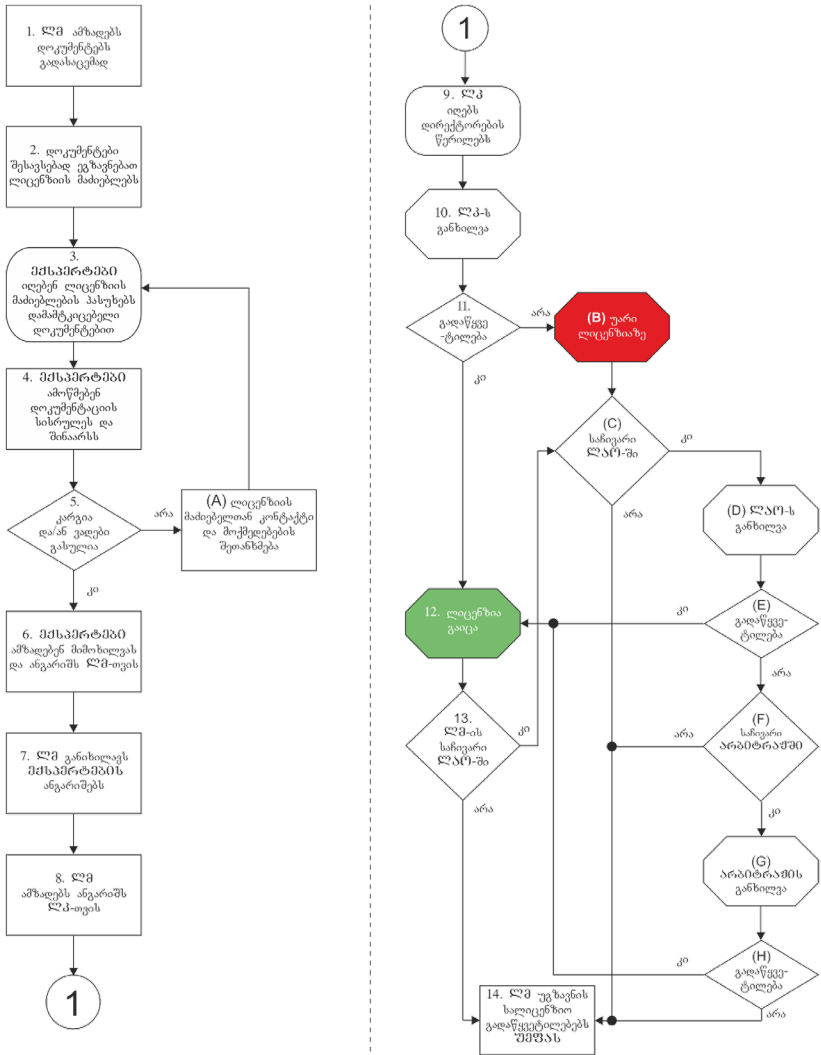 1. ᲚᲛ ამზადებს
დოკუმენტებს
გადასაცემად
2. დოკუმენტები
შესავსებად ეგზავნებათ
ლიცენზიის მაძიებლებს
3.
ᲔᲥᲡᲞᲔᲠᲢᲔᲑᲘ
იღებენ ლიცენზიის
მაძიებლების პასუხებს
დამამტკიცებელი
დოკუმენტებით
4. ᲔᲥᲡᲞᲔᲠᲢᲔᲑᲘ
ამოწმებენ
დოკუმენტაციის
სისრულეს და
შინაარსს
5.
კარგია
და/ან ვადები
გასულია
არა
(A) ლიცენზიის
მაძიებელთან კონტაქტი
და მოქმედებების
შეთანხმება
კი
6. ᲔᲥᲡᲞᲔᲠᲢᲔᲑᲘ
ამზადებენ მიმოხილვას
და ანგარიშს ᲚᲛ-თვის
7. ᲚᲛ განიხილავს
ᲔᲥᲡᲞᲔᲠᲢᲔᲑᲘᲡ
ანგარიშებს
8. ᲚᲛ
ამზადებს ანგარიშს
ᲚᲙ-თვის
1
1
9. ᲚᲙ
იღებს
დირექტორების
წერილებს
10. ᲚᲙ-ს
განხილვა
11.
გადაწყვე
-ტილება
არა
(B) უარი
ლიცენზიაზე
კი
(C)
საჩივარი
ᲚᲐᲝ-ში
კი
არა
(D) ᲚᲐᲝ-ს
განხილვა
12. ლიცენზია
გაიცა
კი
(E)
გადაწყვე-
ტილება
არა
13.
ᲚᲛ-ის
საჩივარი
ᲚᲐᲝ-ში
კი
არა
(F)
საჩივარი
ᲐᲠᲑᲘᲢᲠᲐᲟᲨᲘ
არა
კი
(G)
ᲐᲠᲑᲘᲢᲠᲐᲟᲘᲡ
განხილვა
კი
(H)
გადაწყვე-
ტილება
არა
14. ᲚᲛ უგზავნის
სალიცენზიო
გადაწყვეტილებებს
ᲣᲔᲤᲐᲡ